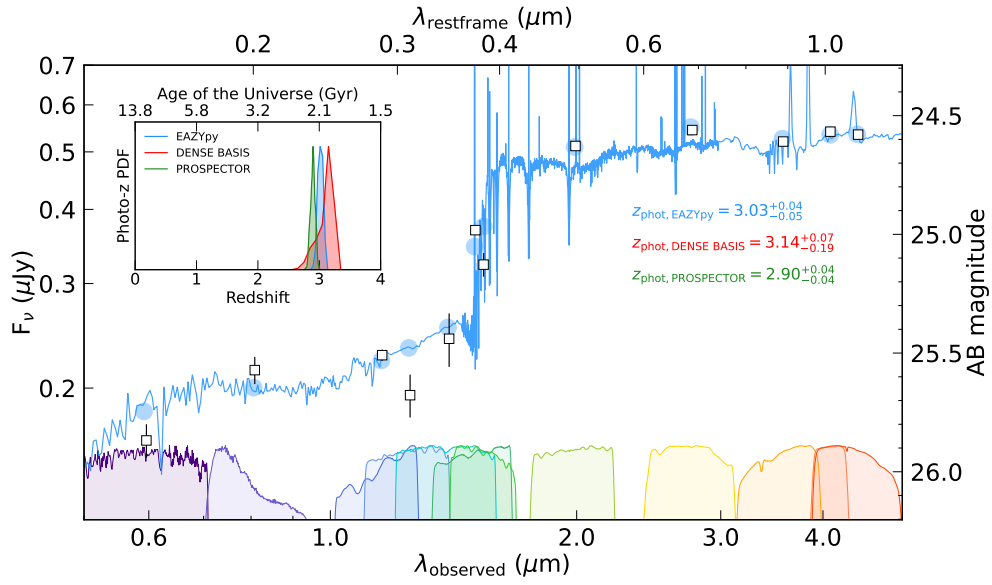 λrestframe (μm)
0.2 0.3 0.4 0.6 1.0
0.7
0.6
0.5
0.4
0.3
0.2
Fν (μJy)
Age of the Universe (Gyr)
13.8 5.8 3.2 2.1 1.5
EAZYpy
DENSE BASIS
PROSPECTOR
Photo-z PDF
0 1 2 3 4
Redshift
zphot, EAZYpy = 3.03+0.04−0.05
zphot, DENSE BASIS = 3.14+0.07−0.19
zphot, PROSPECTOR = 2.90+0.04−0.04
24.5
25.0
25.5
26.0
AB magnitude
0.6 1.0 2.0 3.0 4.0
λobserved (μm)